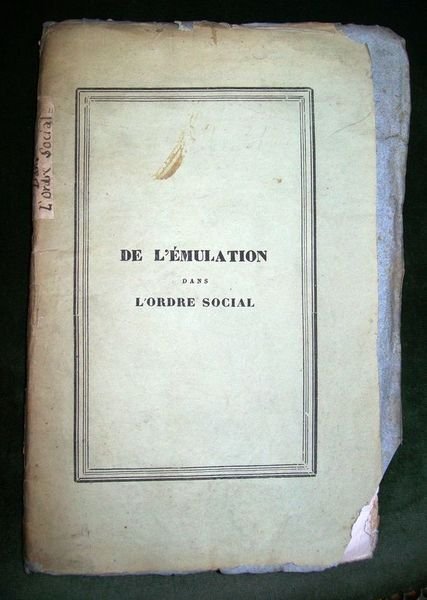 DE L'ÉMULATION
DANS
L'ORDRE SOCIAL
L'ordre Social